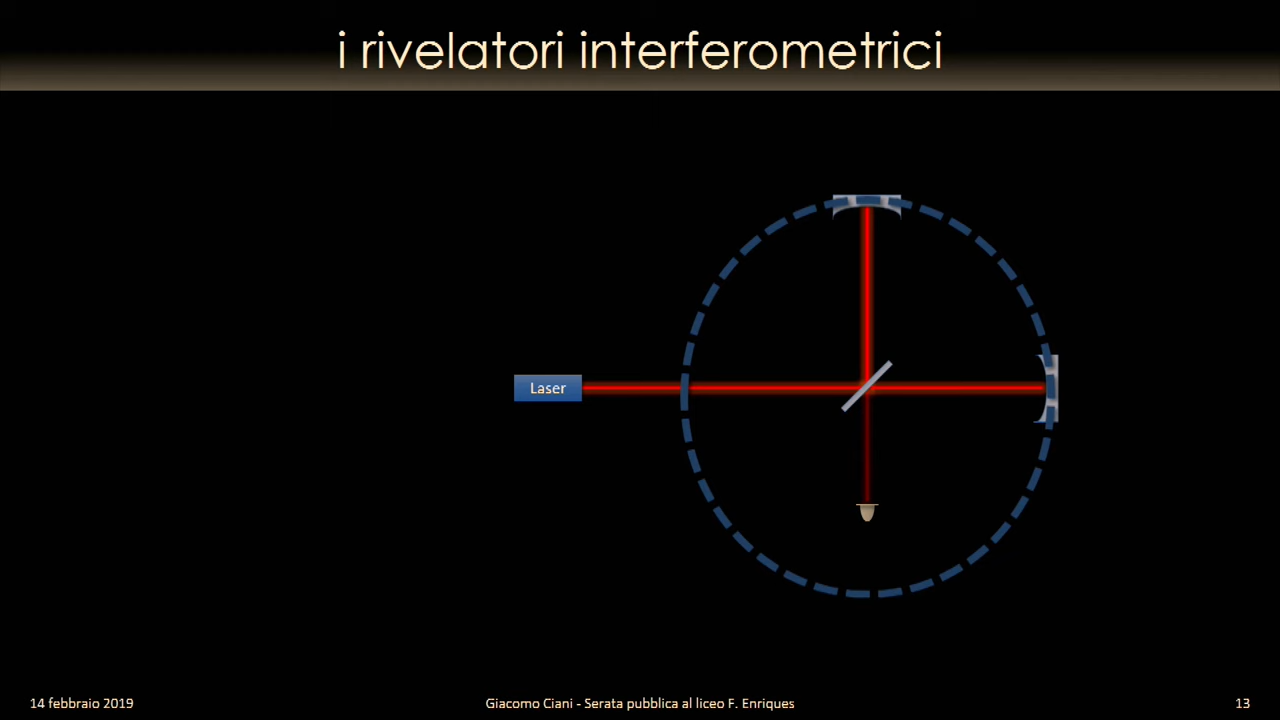 i rivelatori interferometrici
Laser
14 febbraio 2019
Giacomo Ciani - Serata pubblica al liceo F. Enriques
13